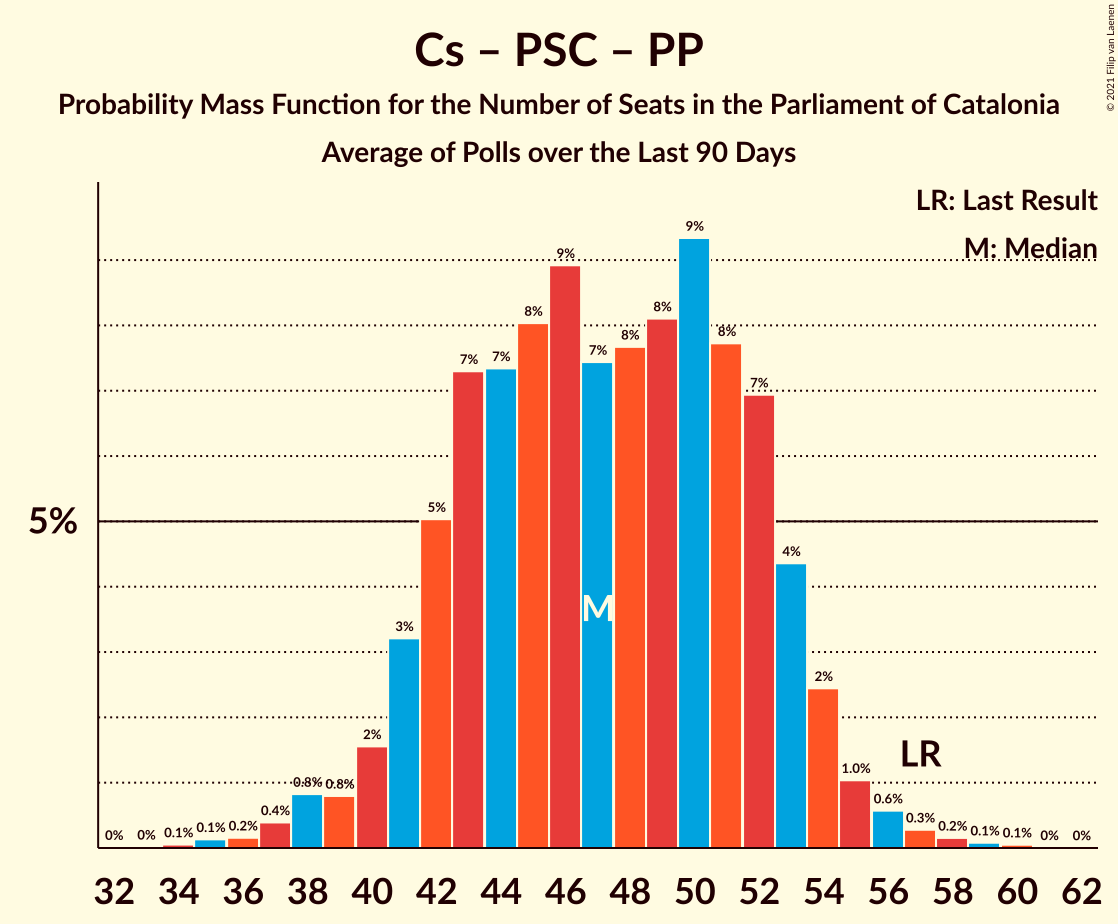 Cs – PSC – PP
Probability Mass Function for the Number of Seats in the Parliament of Catalonia
Average of Polls over the Last 90 Days
© 2021 Filip van Laenen
LR: Last Result
M: Median
5%
0% 0% 0.1% 0.1% 0.2% 0.4% 0.8% 0.8% 2% 3% 5% 7% 7% 8% 9% 7% 8% 8% 9% 8% 7% 4% 2% 1.0% 0.6% 0.3% 0.2% 0.1% 0.1% 0% 0%
M
LR
32 34 36 38 40 42 44 46 48 50 52 54 56 58 60 62